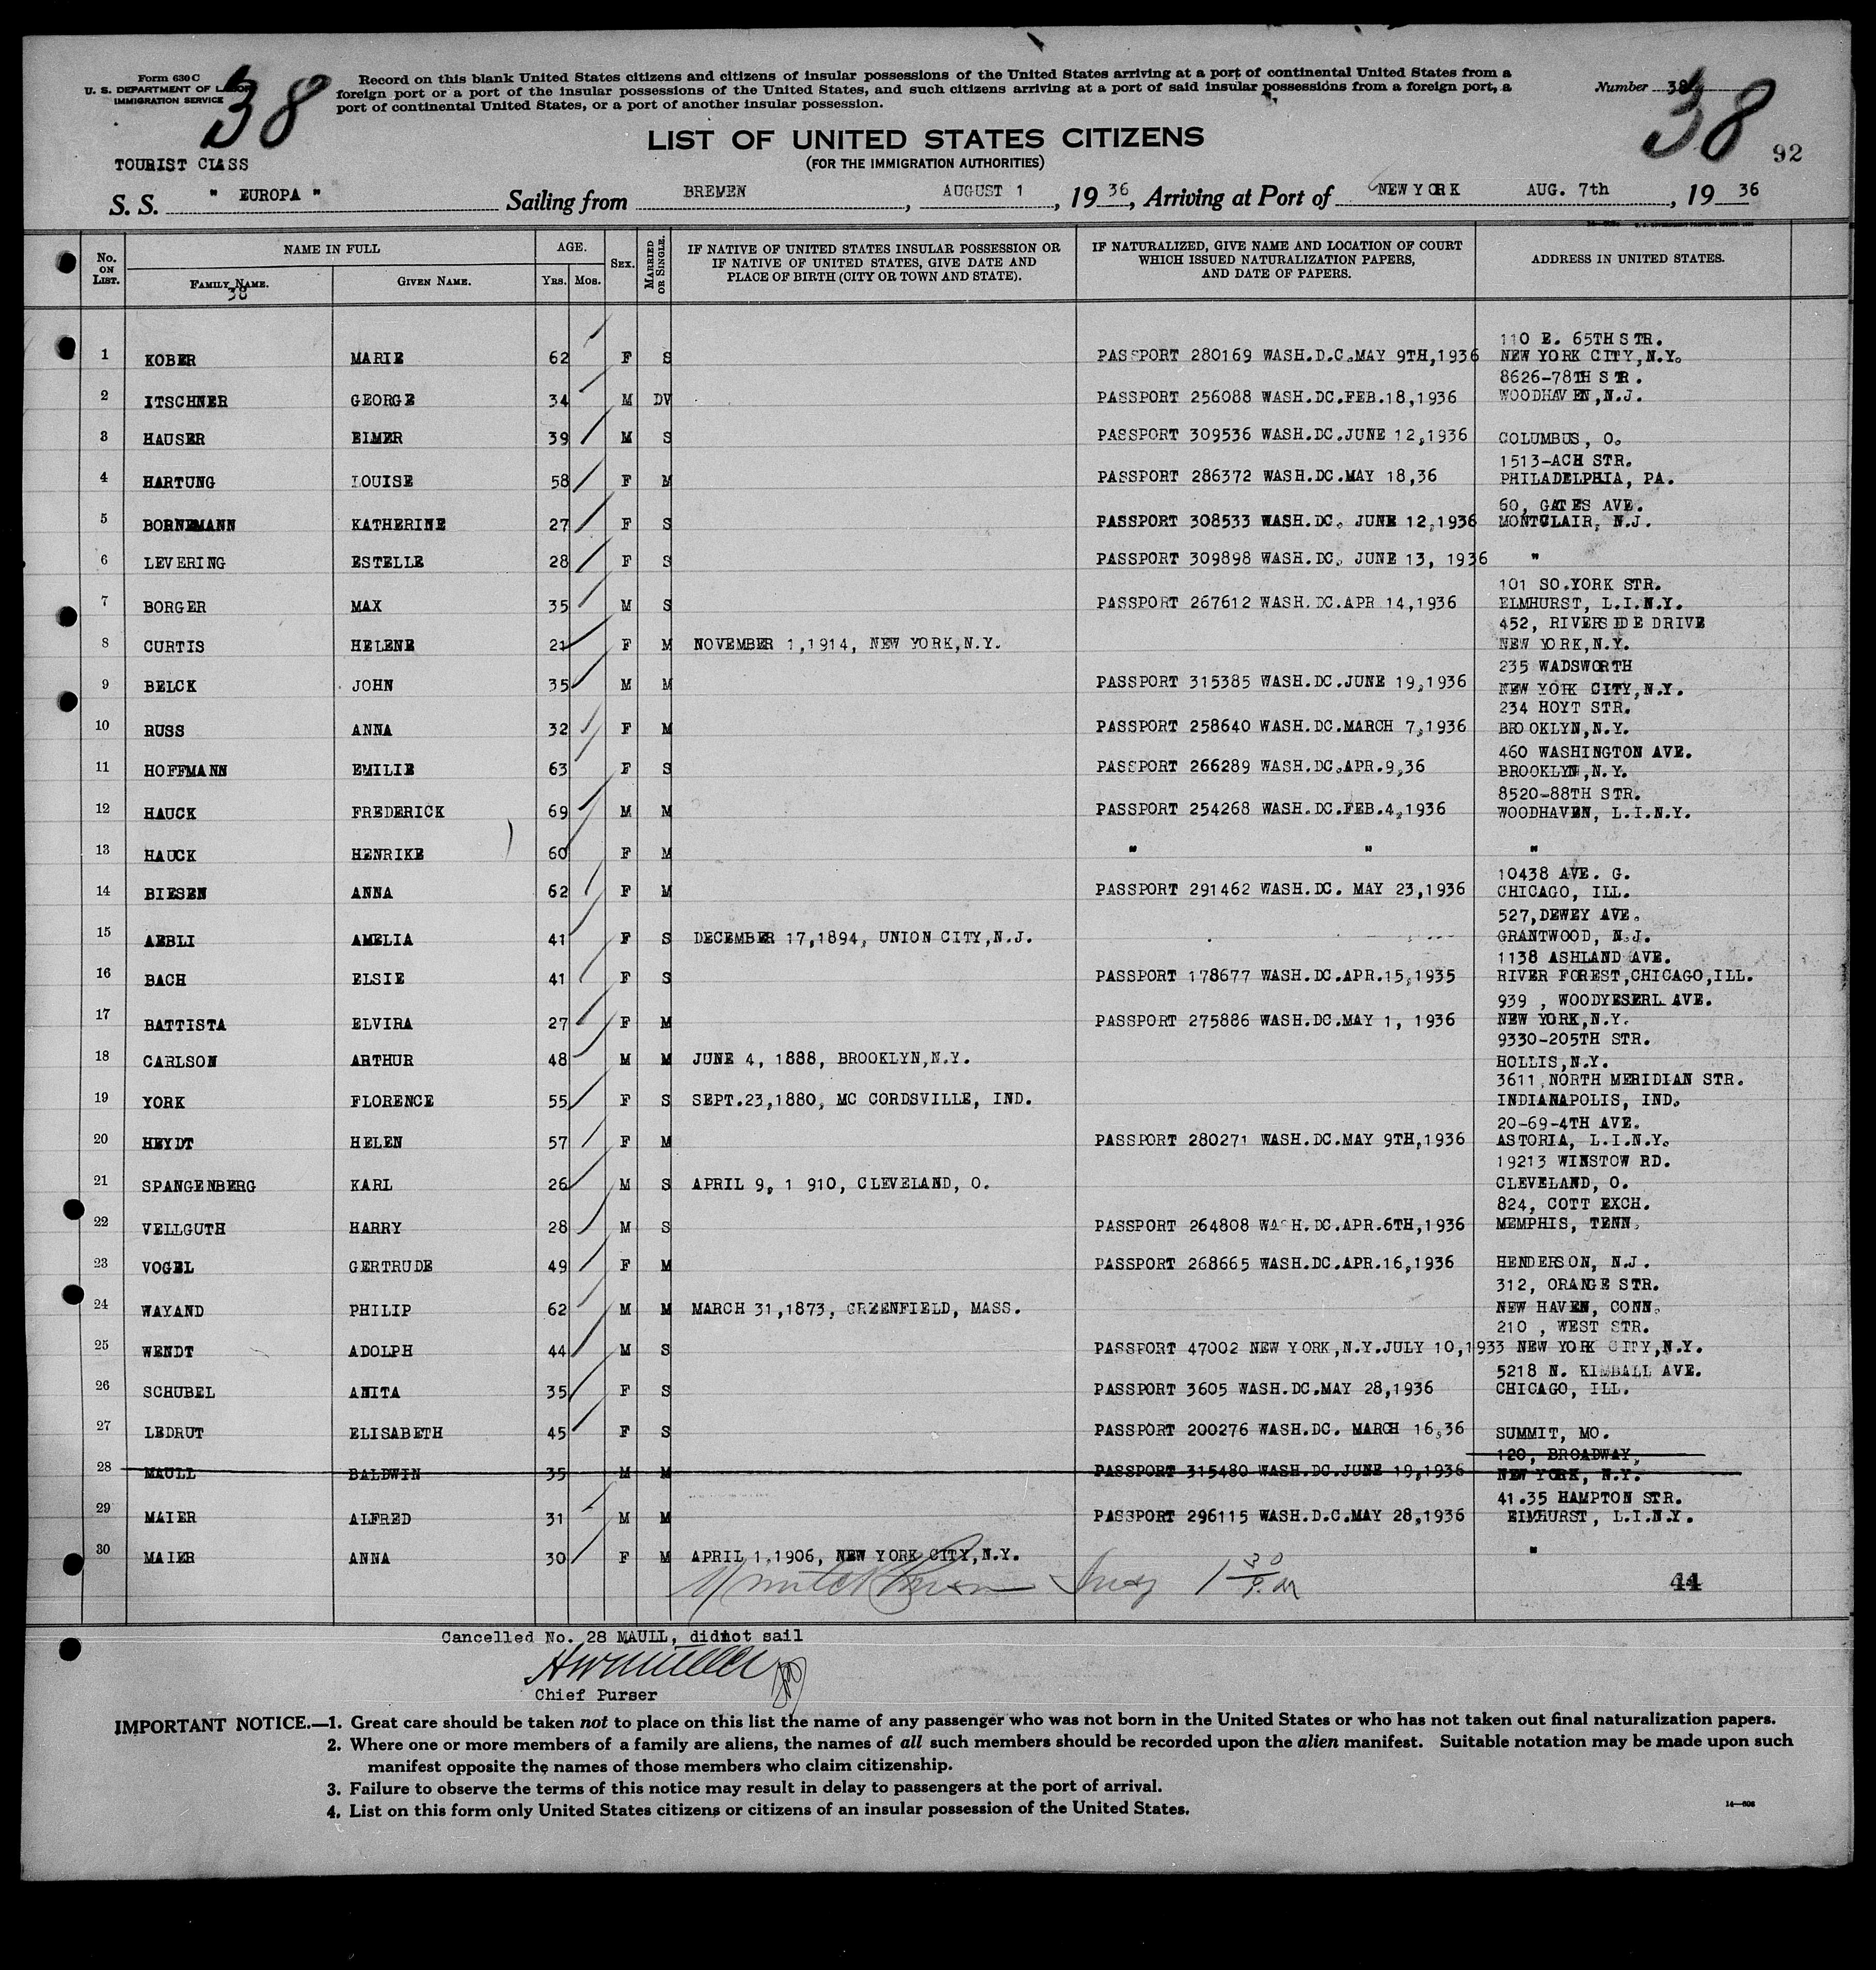 Form 630 C
U. S. DEPARTMENT OF LABOR
IMMIGRATION SERVICE
38
Record on this blank United States citizens and citizens of insular possessions of the United States arriving at a port of continental United States from a
foreign port or a port of the insular possessions of the United States, and such citizens arriving at a port of said insular possessions from a foreign port, a
port of continental United States, or a port of another insular possession.
Number 38
38
92
LIST OF UNITED STATES CITIZENS
(FOR THE IMMIGRATION AUTHORITIES)
TOURIST CLASS
S. S. " EUROPA " Sailing from BREMEN, AUGUST 1, 19 36, Arriving at Port of NEW YORK AUG. 7th, 19 36
No. ON LIST. NAME IN FULL FAMILY NAME. GIVEN NAME. AGE. YRS. MOS. SEX. MARRIED OR SINGLE. IF NATIVE OF UNITED STATES INSULAR POSSESSION OR IF NATIVE OF UNITED STATES, GIVE DATE AND PLACE OF BIRTH (CITY OR TOWN AND STATE). IF NATURALIZED, GIVE NAME AND LOCATION OF COURT WHICH ISSUED NATURALIZATION PAPERS, AND DATE OF PAPERS. ADDRESS IN UNITED STATES.
38
110 E. 65TH STR.
1 KOBER MARIE 62 F S PASSPORT 280169 WASH.D.C.MAY 9TH,1936 NEW YORK CITY,N.Y.
8626-78TH STR.
2 ITSCHNER GEORGE 34 M DV PASSPORT 256088 WASH.DC.FEB.18,1936 WOODHAVEN,N.J.
3 HAUSER ELMER 39 M S PASSPORT 309536 WASH.DC.JUNE 12,1936 COLUMBUS, O.
1513-ACH STR.
4 HARTUNG LOUISE 58 F M PASSPORT 286372 WASH.DC.MAY 18,36 PHILADELPHIA, PA.
60, GATES AVE.
5 BORNEMANN KATHERINE 27 F S PASSPORT 308533 WASH.DC. JUNE 12,1936 MONTCLAIR, N.J.
6 LEVERING ESTELLE 28 F S PASSPORT 309898 WASH.DC. JUNE 13, 1936 "
101 SO.YORK STR.
7 BORGER MAX 35 M S PASSPORT 267612 WASH.DC.APR 14,1936 ELMHURST, L.I.N.Y.
452, RIVERSIDE DRIVE
8 CURTIS HELENE 21 F M NOVEMBER 1,1914, NEW YORK,N.Y. NEW YORK,N.Y.
235 WADSWORTH
9 BELCK JOHN 35 M M PASSPORT 315385 WASH.DC.JUNE 19,1936 NEW YORK CITY,N.Y.
234 HOYT STR.
10 RUSS ANNA 32 F M PASSPORT 258640 WASH.DC.MARCH 7,1936 BROOKLYN,N.Y.
460 WASHINGTON AVE.
11 HOFFMANN EMILIE 63 F S PASSPORT 266289 WASH.DC.APR.9,36 BROOKLYN,N.Y.
8520-88TH STR.
12 HAUCK FREDERICK 69 M M PASSPORT 254268 WASH.DC.FEB.4,1936 WOODHAVEN, L.I.N.Y.
13 HAUCK HENRIKE 60 F M " " "
10438 AVE. G.
14 BIESEN ANNA 62 F M PASSPORT 291462 WASH.DC. MAY 23,1936 CHICAGO, ILL.
527,DEWEY AVE.
15 AEBLI AMELIA 41 F S DECEMBER 17,1894, UNION CITY,N.J. GRANTWOOD, N.J.
1138 ASHLAND AVE.
16 BACH ELSIE 41 F S PASSPORT 178677 WASH.DC.APR.15,1935 RIVER FOREST,CHICAGO,ILL.
939 , WOODYESERL AVE.
17 BATTISTA ELVIRA 27 F M PASSPORT 275886 WASH.DC.MAY 1, 1936 NEW YORK,N.Y.
9330-205TH STR.
18 CARLSON ARTHUR 48 M M JUNE 4, 1888, BROOKLYN,N.Y. HOLLIS,N.Y.
3611,NORTH MERIDIAN STR.
19 YORK FLORENCE 55 F S SEPT.23,1880, MC CORDSVILLE, IND. INDIANAPOLIS, IND.
20-69-4TH AVE.
20 HEYDT HELEN 57 F M PASSPORT 280271 WASH.DC.MAY 9TH,1936 ASTORIA, L.I.N.Y.
19213 WINSTOW RD.
21 SPANGENBERG KARL 26 M S APRIL 9, 1 910, CLEVELAND, O. CLEVELAND, O.
824, COTT EXCH.
22 VELLGUTH HARRY 28 M S PASSPORT 264808 WASH.DC.APR.6TH,1936 MEMPHIS, TENN.
23 VOGEL GERTRUDE 49 F M PASSPORT 268665 WASH.DC.APR.16,1936 HENDERSON, N.J.
312, ORANGE STR.
24 WAYAND PHILIP 62 M M MARCH 31,1873, GREENFIELD, MASS. NEW HAVEN, CONN.
210 , WEST STR.
25 WENDT ADOLPH 44 M S PASSPORT 47002 NEW YORK,N.Y.JULY 10,1933 NEW YORK CITY,N.Y.
5218 N. KIMBALL AVE.
26 SCHUBEL ANITA 35 F S PASSPORT 3605 WASH.DC.MAY 28,1936 CHICAGO, ILL.
27 LEDRUT ELISABETH 45 F S PASSPORT 200276 WASH.DC. MARCH 16,36 SUMMIT, MO.
120, BROADWAY,
28 MAULL BALDWIN 35 M M PASSPORT 315480 WASH.DC.JUNE 19,1936 NEW YORK, N.Y.
41.35 HAMPTON STR.
29 MAIER ALFRED 31 M M PASSPORT 296115 WASH.D.C.MAY 28,1936 ELMHURST, L.I.N.Y.
30 MAIER ANNA 30 F M APRIL 1,1906, NEW YORK CITY,N.Y. "
Cancelled No. 28 MAULL, didnot sail
Chief Purser
IMPORTANT NOTICE.—1. Great care should be taken not to place on this list the name of any passenger who was not born in the United States or who has not taken out final naturalization papers.
2. Where one or more members of a family are aliens, the names of all such members should be recorded upon the alien manifest. Suitable notation may be made upon such
manifest opposite the names of those members who claim citizenship.
3. Failure to observe the terms of this notice may result in delay to passengers at the port of arrival.
4. List on this form only United States citizens or citizens of an insular possession of the United States.